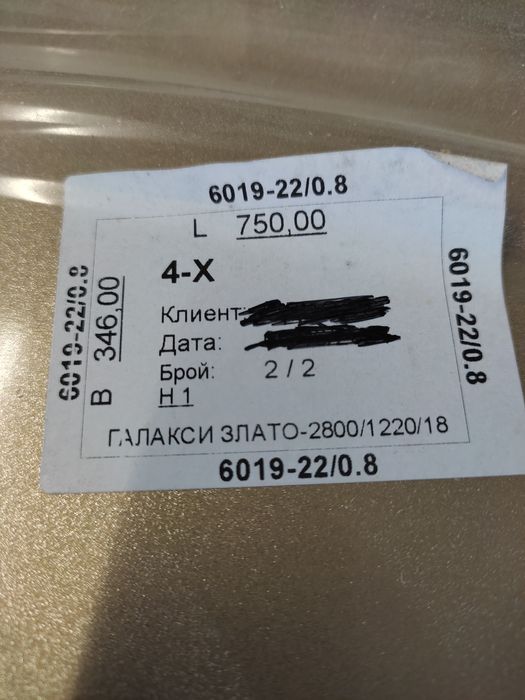 6019-22/0.8
L 750,00
4-X
Клиент:
Дата:
Брой: 2 / 2
H 1
ГАЛАКСИ ЗЛАТО-2800/1220/18
6019-22/0.8
6019-22/0.8
B 346,00
6019-22/0.8